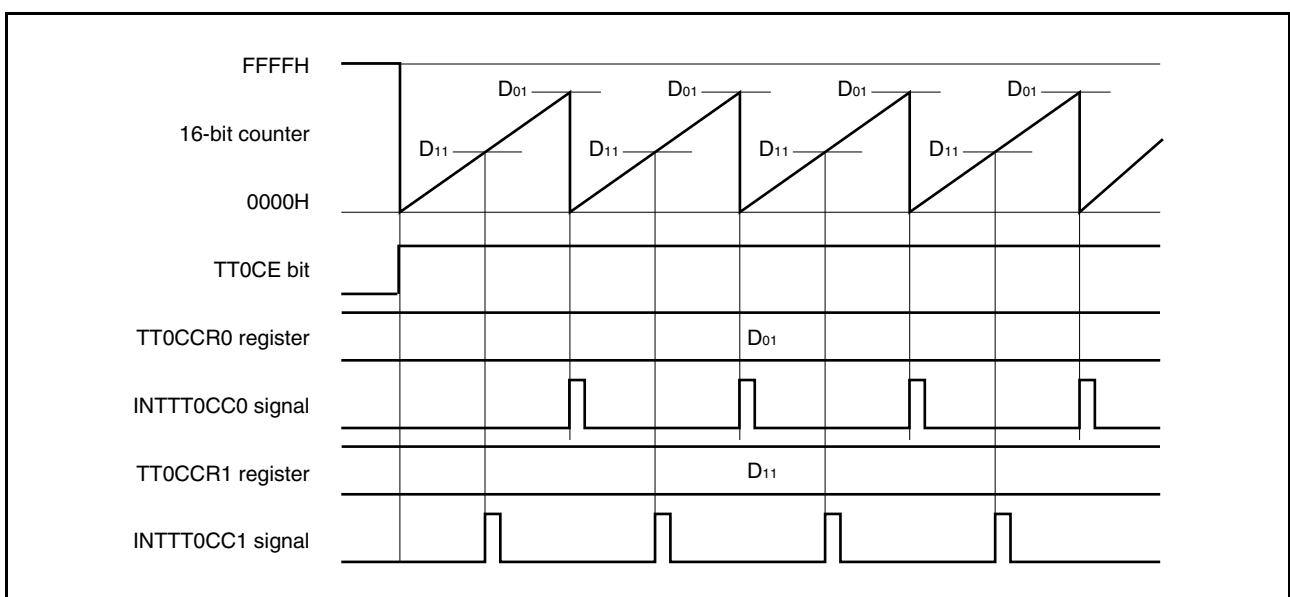 FFFFH
D01 D01 D01 D01
16-bit counter
D11 D11 D11 D11
0000H
TT0CE bit
TT0CCR0 register
D01
INTTT0CC0 signal
TT0CCR1 register
D11
INTTT0CC1 signal